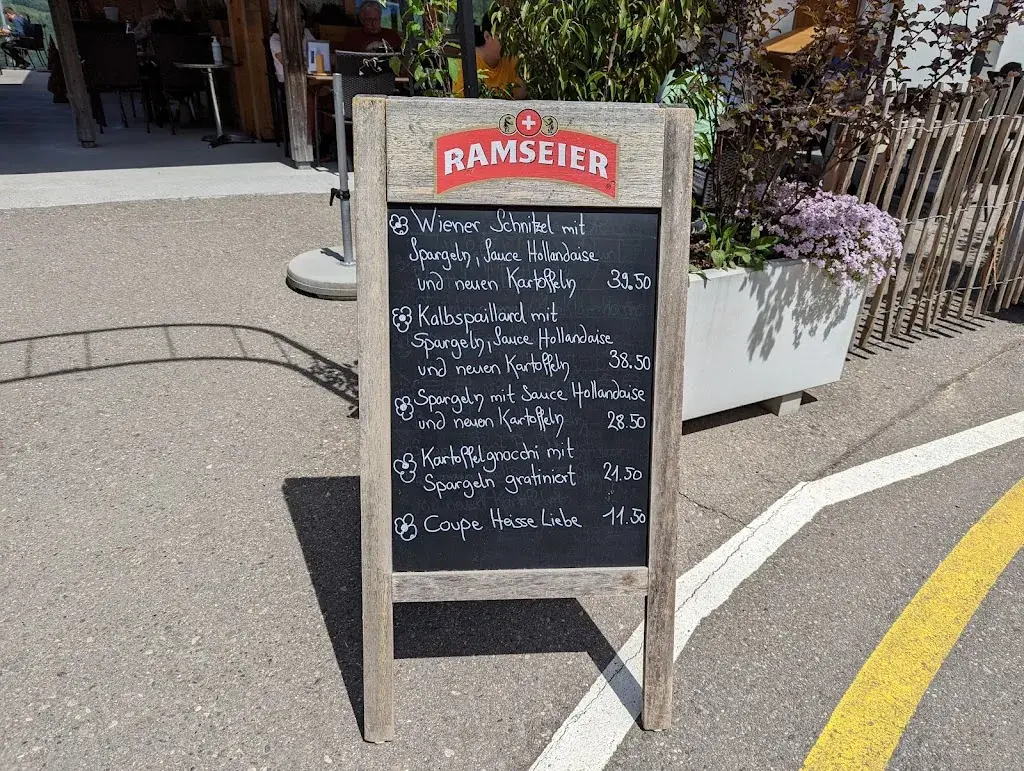 RAMSEIER
Wiener Schnitzel mit
Spargeln, Sauce Hollandaise
und neuen Kartoffeln 39.50
Kalbspaillard mit
Spargeln, Sauce Hollandaise
und neuen Kartoffeln 38.50
Spargeln mit Sauce Hollandaise
und neuen Kartoffeln 28.50
Kartoffelgnocchi mit
Spargeln gratiniert 21.50
Coupe Heisse Liebe 11.50